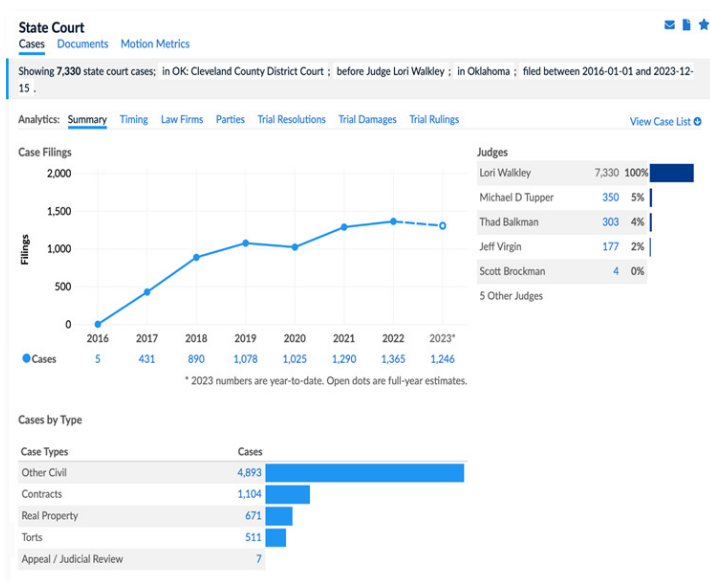 State Court
Cases Documents Motion Metrics
Showing 7,330 state court cases; in OK: Cleveland County District Court ; before Judge Lori Walkley ; in Oklahoma ; filed between 2016-01-01 and 2023-12-
15 .
Analytics: Summary Timing Law Firms Parties Trial Resolutions Trial Damages Trial Rulings View Case List
Case Filings
2,000
1,500
1,000
500
0
Filings
2016 2017 2018 2019 2020 2021 2022 2023*
Cases 5 431 890 1,078 1,025 1,290 1,365 1,246
* 2023 numbers are year-to-date. Open dots are full-year estimates.
Judges
Lori Walkley 7,330 100%
Michael D Tupper 350 5%
Thad Balkman 303 4%
Jeff Virgin 177 2%
Scott Brockman 4 0%
5 Other Judges
Cases by Type
Case Types Cases
Other Civil 4,893
Contracts 1,104
Real Property 671
Torts 511
Appeal / Judicial Review 7